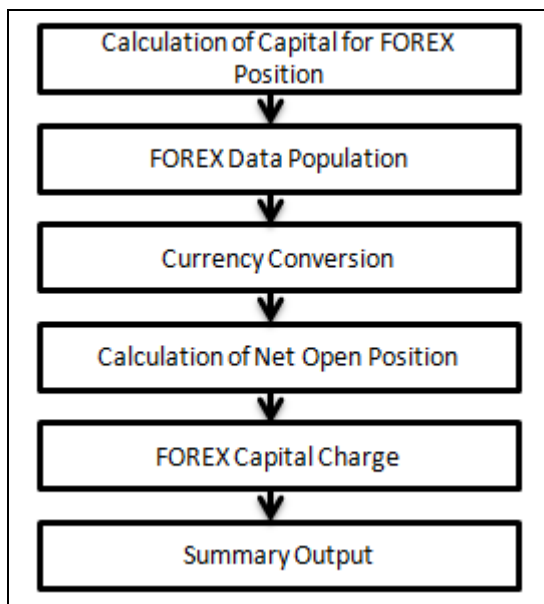 Calculation of Capital for FOREX
Position
FOREX Data Population
Currency Conversion
Calculation of Net Open Position
FOREX Capital Charge
Summary Output